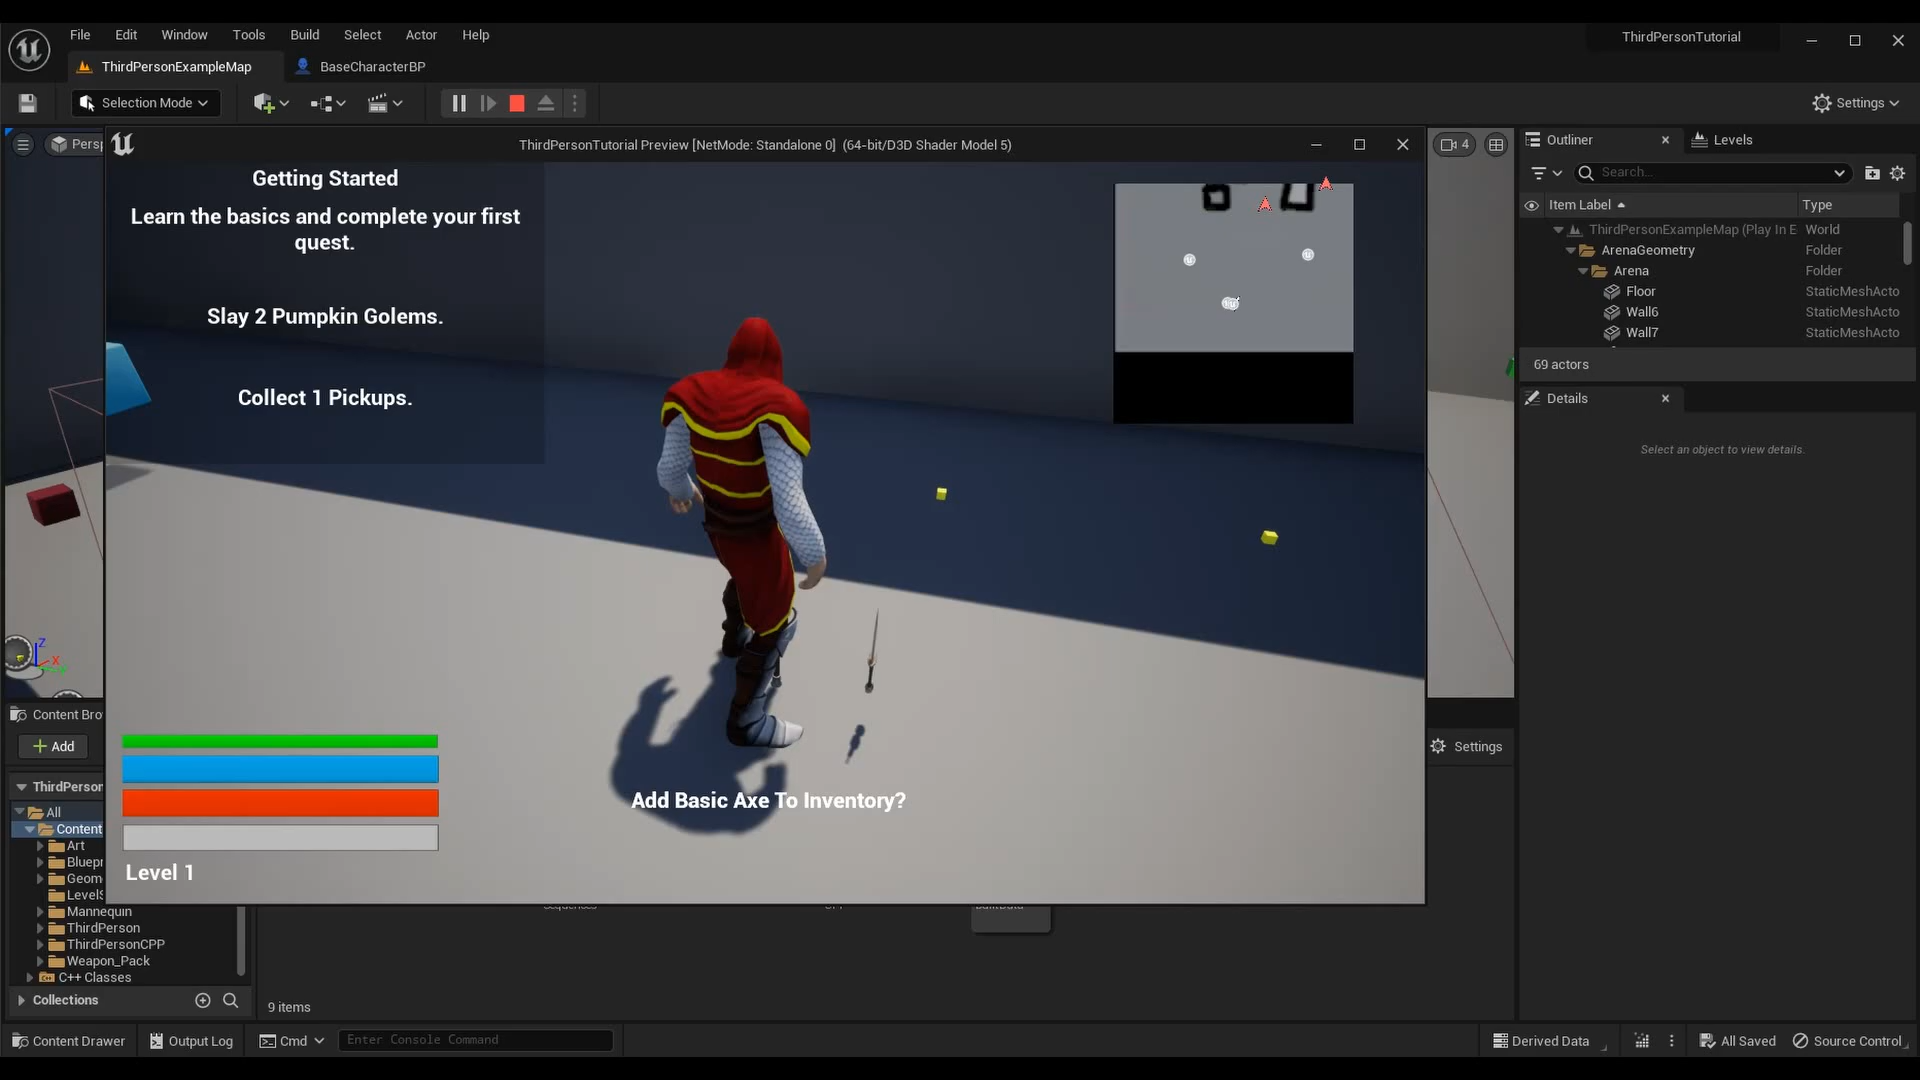 File Edit Window Tools Build Select Actor Help
ThirdPersonTutorial
ThirdPersonExampleMap
BaseCharacterBP
Selection Mode
Settings
Persp
ThirdPersonTutorial Preview [NetMode: Standalone 0] (64-bit/D3D Shader Model 5)
4
Outliner
Levels
Search...
Item Label
Type
ThirdPersonExampleMap (Play In E
World
ArenaGeometry
Folder
Arena
Folder
Floor
StaticMeshActo
Wall6
StaticMeshActo
Wall7
StaticMeshActo
69 actors
Details
Select an object to view details.
Getting Started
Learn the basics and complete your first
quest.
Slay 2 Pumpkin Golems.
Collect 1 Pickups.
Z
X
Add Basic Axe To Inventory?
Level 1
Content Bro
Add
Settings
ThirdPerson
All
Content
Art
Bluepr
Geom
LevelS
Mannequin
ThirdPerson
ThirdPersonCPP
Weapon_Pack
C++ Classes
Collections
9 items
Content Drawer
Output Log
Cmd
Enter Console Command
Derived Data
All Saved
Source Control